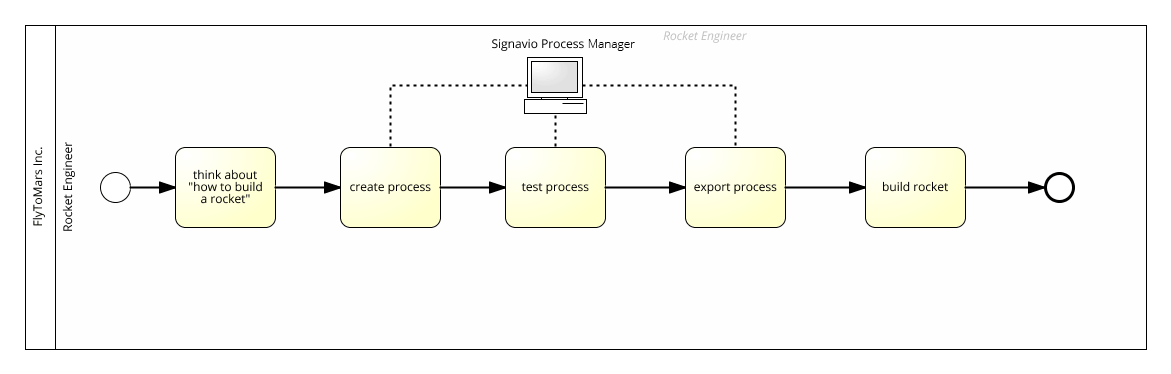 Rocket Engineer
Signavio Process Manager
FlyToMars Inc.
Rocket Engineer
think about
"how to build
a rocket"
create process
test process
export process
build rocket